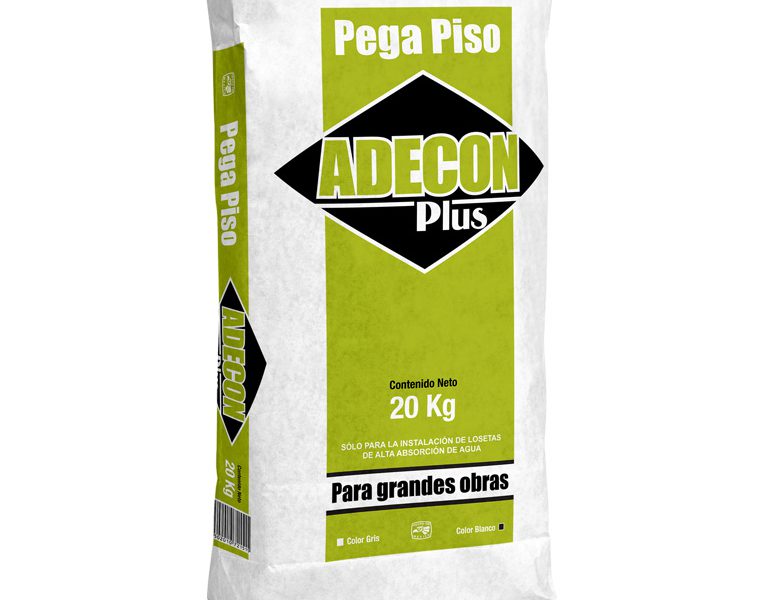 Pega Piso
ADECON
Plus
Contenido Neto
20 Kg
SÓLO PARA LA INSTALACIÓN DE LOSETAS
DE ALTA ABSORCIÓN DE AGUA
Para grandes obras
Color Gris
Color Blanco
Pega Piso
ADECON
Plus
Contenido Neto
20 Kg